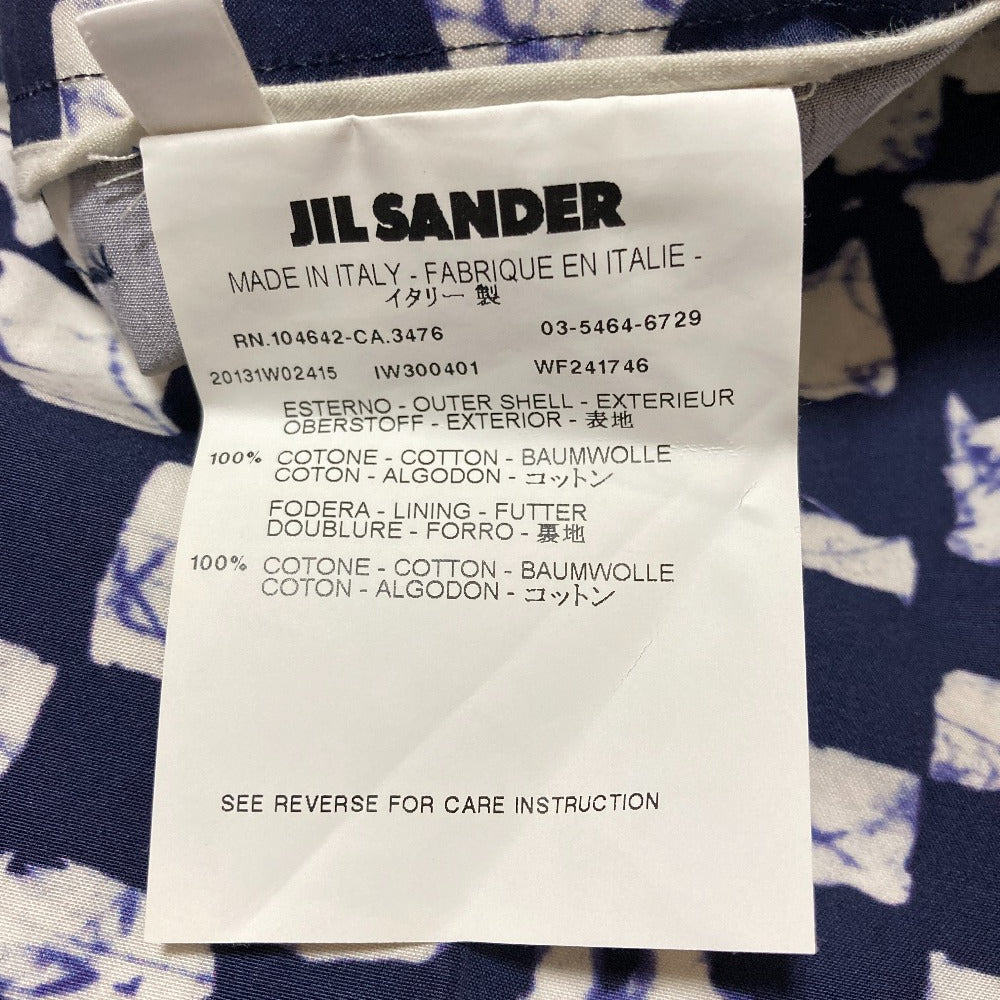 JIL SANDER
MADE IN ITALY - FABRIQUE EN ITALIE -
イタリー 製
RN.104642-CA.3476 03-5464-6729
20131W02415 IW300401 WF241746
ESTERNO - OUTER SHELL - EXTERIEUR
OBERSTOFF - EXTERIOR - 表地
100% COTONE - COTTON - BAUMWOLLE
COTON - ALGODON - コットン
FODERA - LINING - FUTTER
DOUBLURE - FORRO - 裏地
100% COTONE - COTTON - BAUMWOLLE
COTON - ALGODON - コットン
SEE REVERSE FOR CARE INSTRUCTION